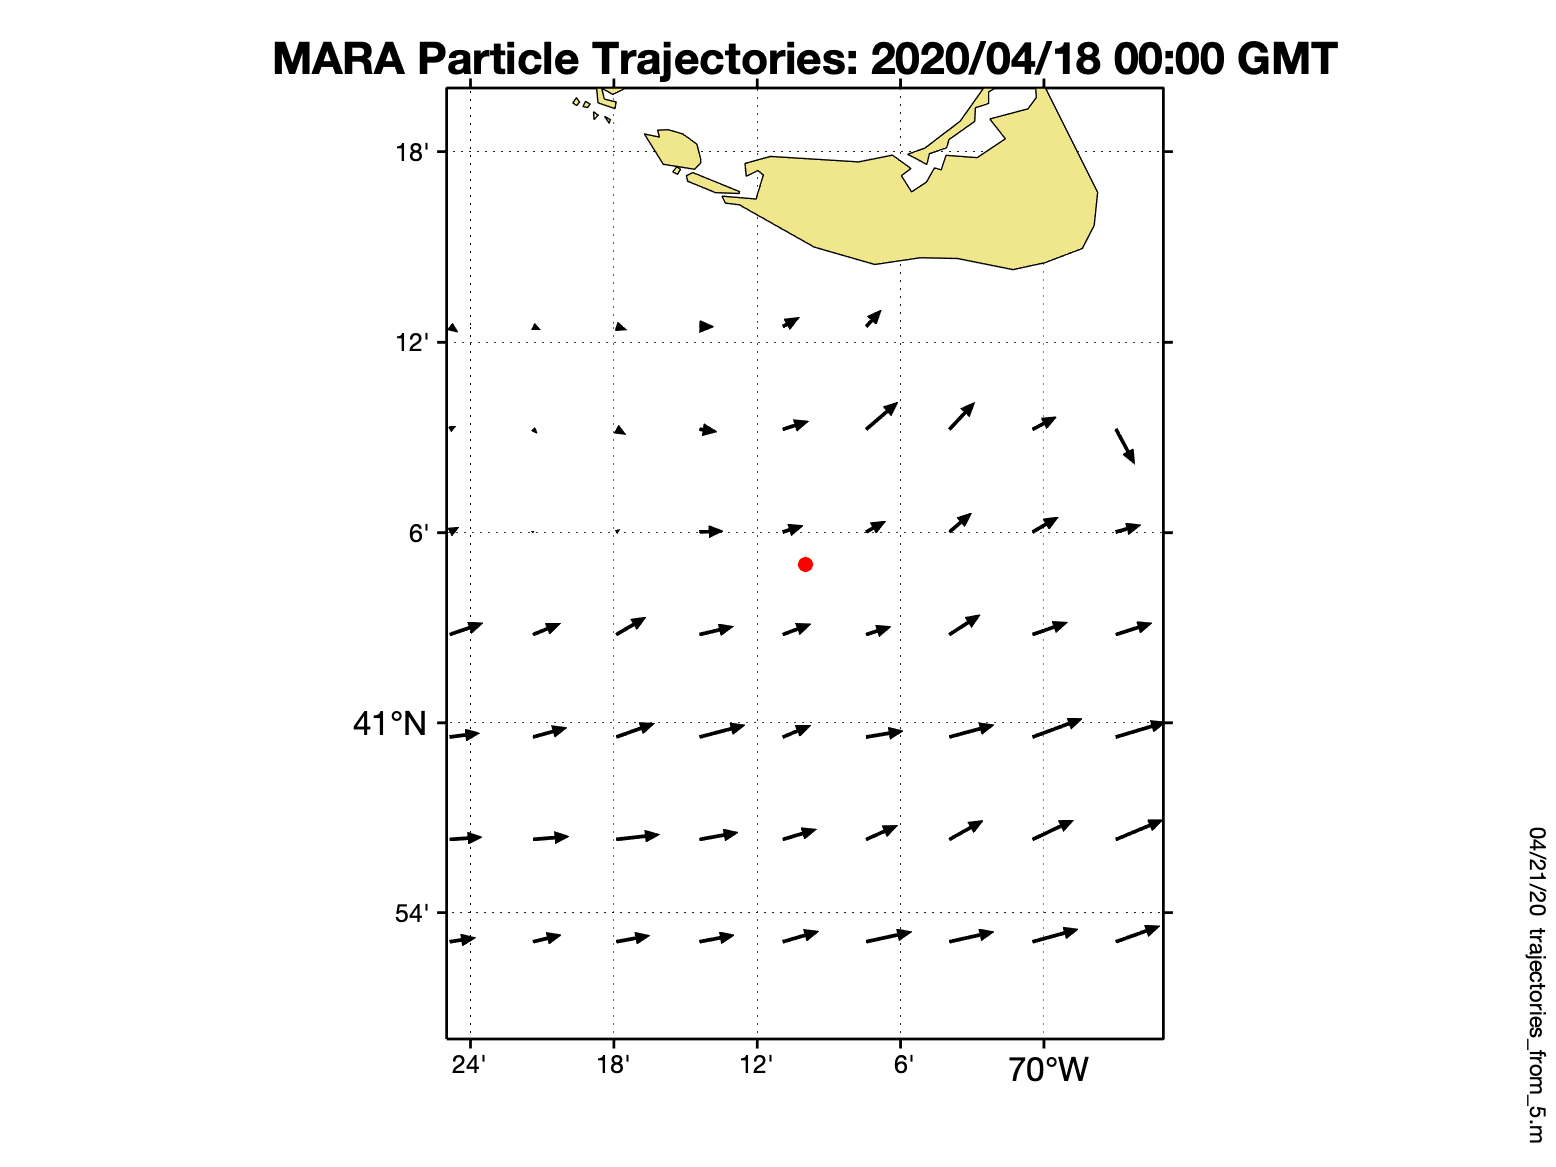 MARA Particle Trajectories: 2020/04/18 00:00 GMT
18'
12'
6'
41°N
54'
24'
18'
12'
6'
70°W
04/21/20 trajectories_from_5.m